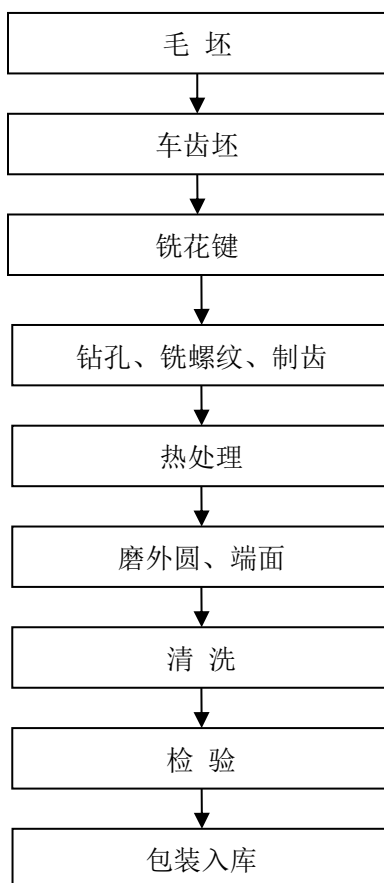 毛 坯
车齿坯
铣花键
钻孔、铣螺纹、制齿
热处理
磨外圆、端面
清 洗
检 验
包装入库